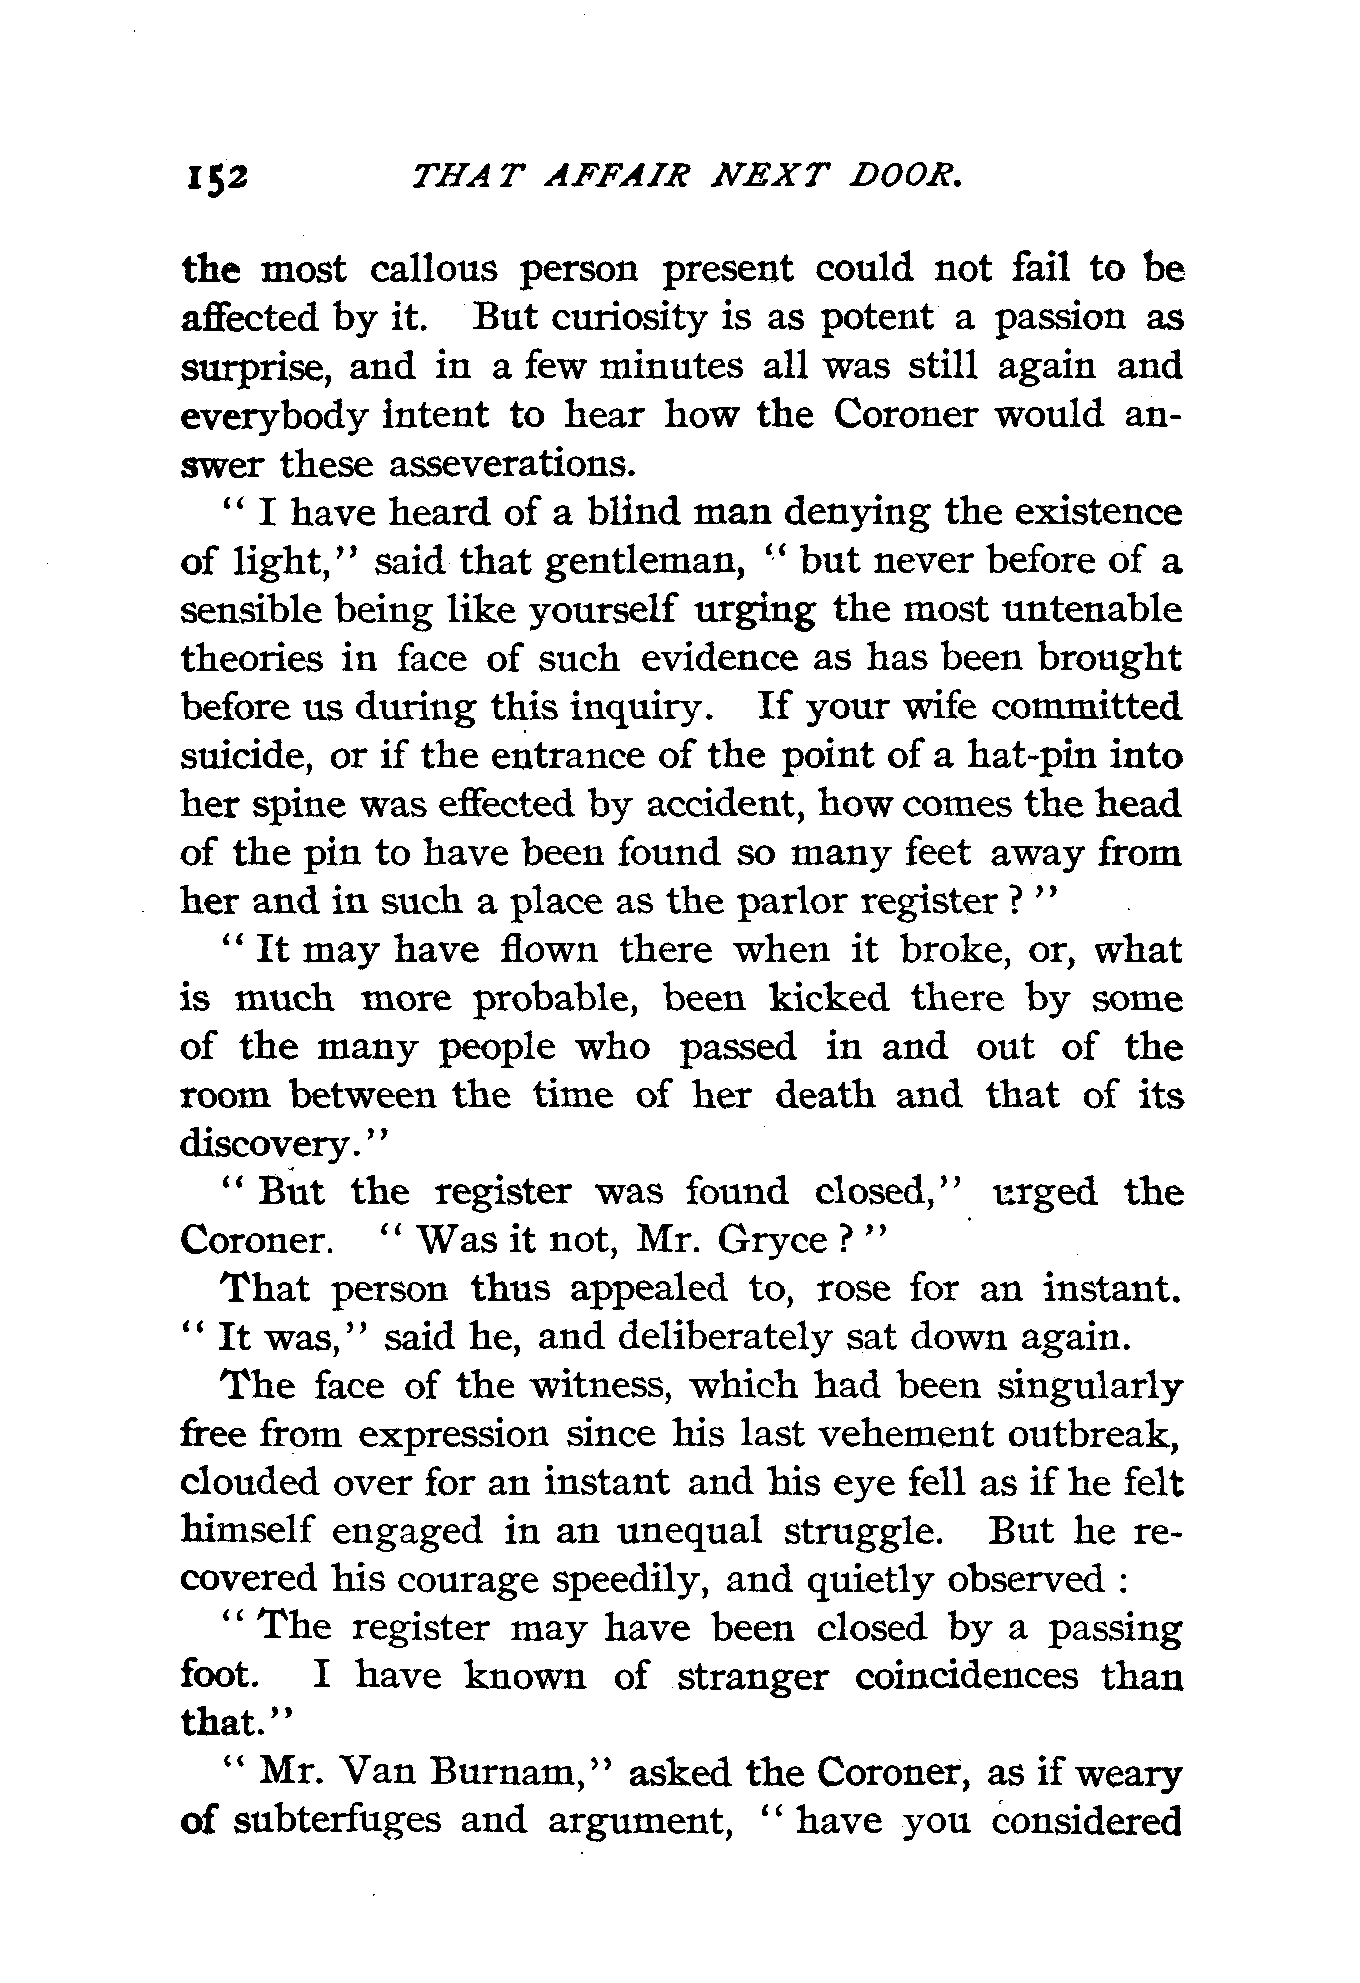 152 THAT AFFAIR NEXT DOOR.
the most callous person present could not fail to be
affected by it. But curiosity is as potent a passion as
surprise, and in a few minutes all was still again and
everybody intent to hear how the Coroner would an-
swer these asseverations.
" I have heard of a blind man denying the existence
of light," said that gentleman, " but never before of a
sensible being like yourself urging the most untenable
theories in face of such evidence as has been brought
before us during this inquiry. If your wife committed
suicide, or if the entrance of the point of a hat-pin into
her spine was effected by accident, how comes the head
of the pin to have been found so many feet away from
her and in such a place as the parlor register ? "
" It may have flown there when it broke, or, what
is much more probable, been kicked there by some
of the many people who passed in and out of the
room between the time of her death and that of its
discovery."
" But the register was found closed," urged the
Coroner. " Was it not, Mr. Gryce ? "
That person thus appealed to, rose for an instant.
" It was," said he, and deliberately sat down again.
The face of the witness, which had been singularly
free from expression since his last vehement outbreak,
clouded over for an instant and his eye fell as if he felt
himself engaged in an unequal struggle. But he re-
covered his courage speedily, and quietly observed :
" The register may have been closed by a passing
foot. I have known of stranger coincidences than
that."
" Mr. Van Burnam," asked the Coroner, as if weary
of subterfuges and argument, " have you considered